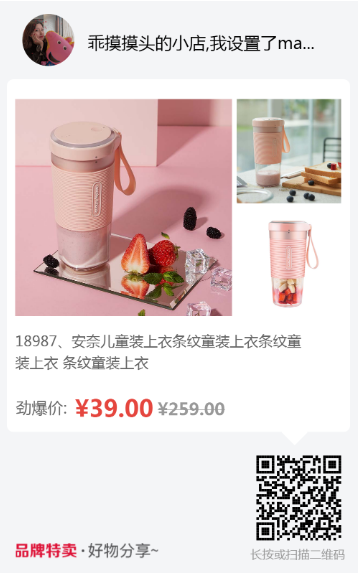 乖摸摸头的小店,我设置了ma...
18987、安奈儿童装上衣条纹童装上衣条纹童
装上衣 条纹童装上衣
劲爆价: ¥39.00 ¥259.00
品牌特卖 · 好物分享~
长按或扫描二维码